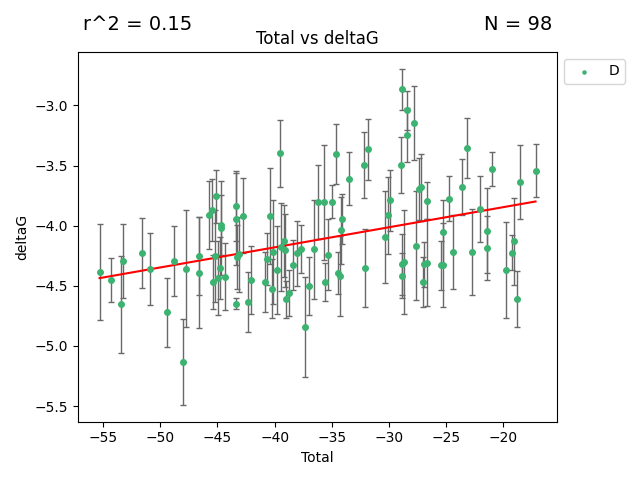 r^2 = 0.15
N = 98
Total vs deltaG
D
deltaG
−3.0
−3.5
−4.0
−4.5
−5.0
−5.5
−55 −50 −45 −40 −35 −30 −25 −20
Total